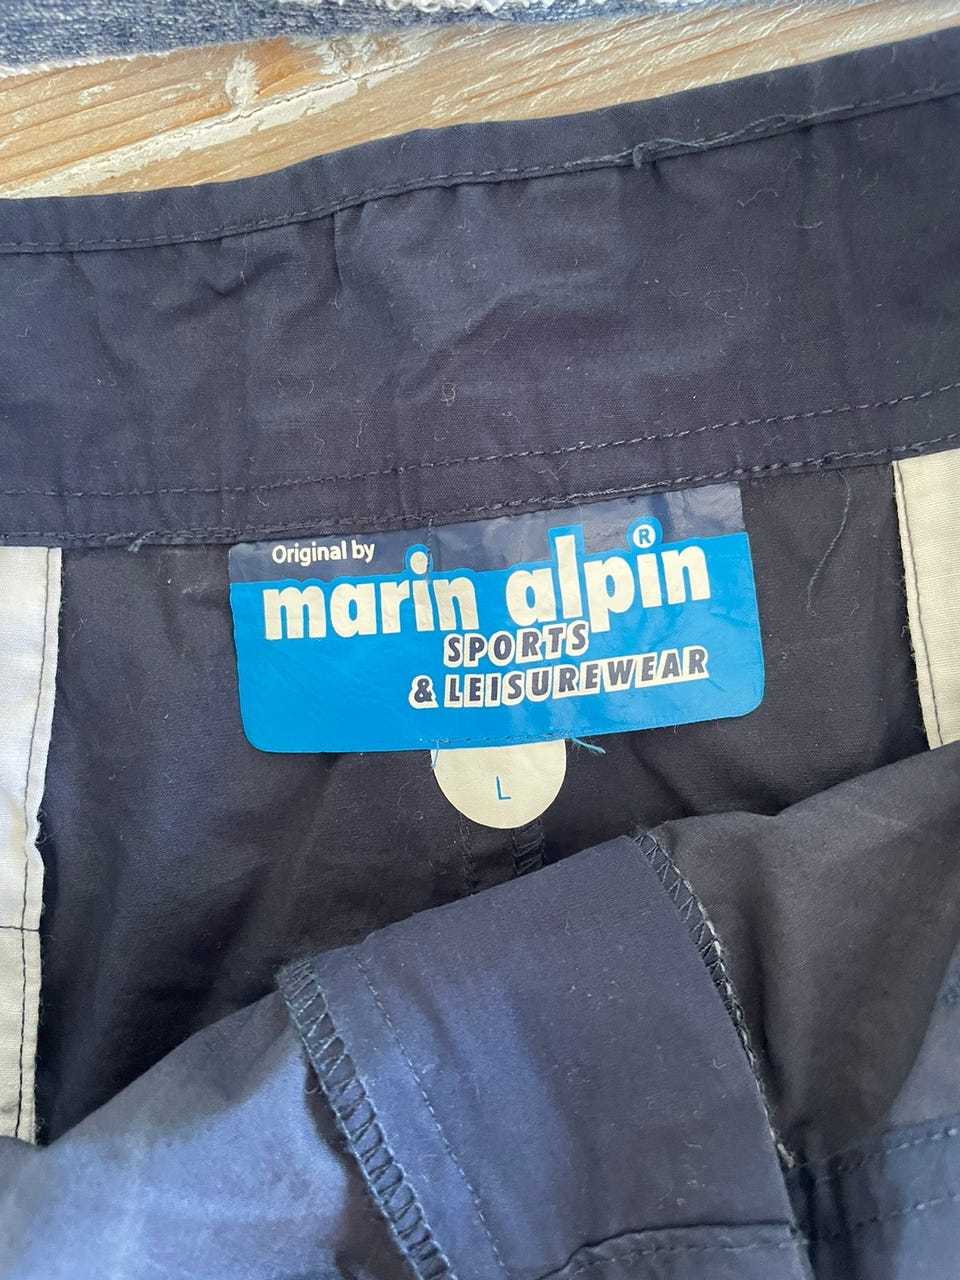 Original by
marin alpin®
SPORTS
& LEISUREWEAR
L